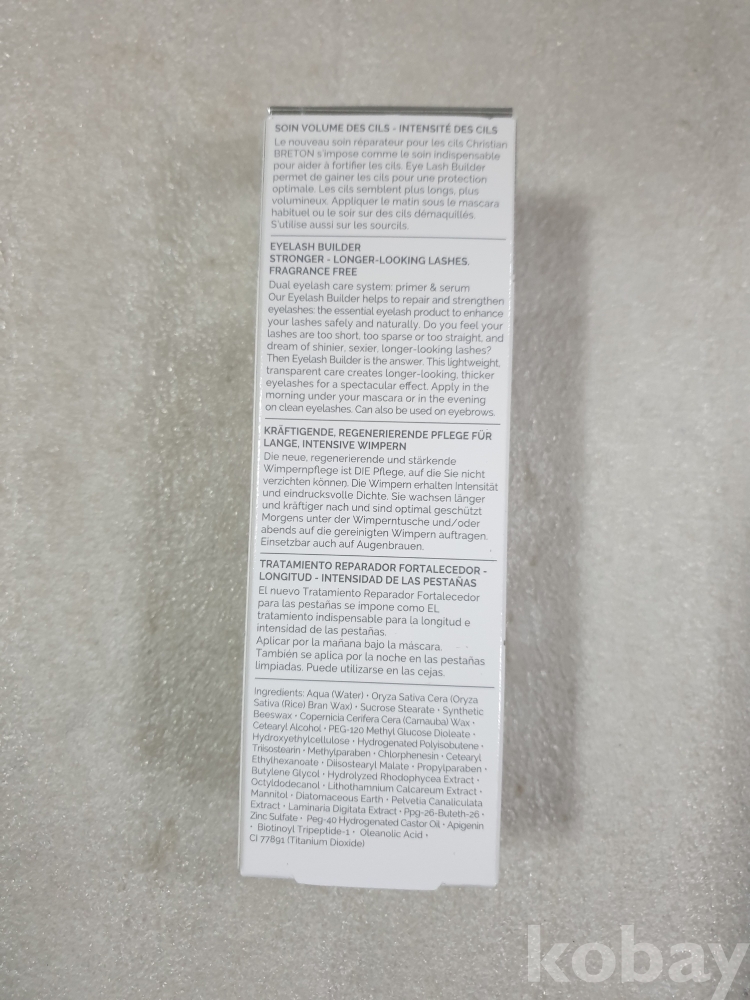 SOIN VOLUME DES CILS - INTENSITÉ DES CILS
Le nouveau soin réparateur pour les cils Christian
BRETON s'impose comme le soin indispensable
pour aider à fortifier les cils. Eye Lash Builder
permet de gainer les cils pour une protection
optimale. Les cils semblent plus longs, plus
volumineux. Appliquer le matin sous le mascara
habituel ou le soir sur des cils démaquillés.
S'utilise aussi sur les sourcils.
EYELASH BUILDER
STRONGER - LONGER-LOOKING LASHES.
FRAGRANCE FREE
Dual eyelash care system: primer & serum
Our Eyelash Builder helps to repair and strengthen
eyelashes: the essential eyelash product to enhance
your lashes safely and naturally. Do you feel your
lashes are too short, too sparse or too straight, and
dream of shinier, sexier, longer-looking lashes?
Then Eyelash Builder is the answer. This lightweight,
transparent care creates longer-looking, thicker
eyelashes for a spectacular effect. Apply in the
morning under your mascara or in the evening
on clean eyelashes. Can also be used on eyebrows.
KRÄFTIGENDE, REGENERIERENDE PFLEGE FÜR
LANGE, INTENSIVE WIMPERN
Die neue, regenerierende und stärkende
Wimpernpflege ist DIE Pflege, auf die Sie nicht
verzichten können. Die Wimpern erhalten Intensität
und eindrucksvolle Dichte. Sie wachsen länger
und kräftiger nach und sind optimal geschützt
Morgens unter der Wimperntusche und/oder
abends auf die gereinigten Wimpern auftragen.
Einsetzbar auch auf Augenbrauen.
TRATAMIENTO REPARADOR FORTALECEDOR -
LONGITUD - INTENSIDAD DE LAS PESTAÑAS
El nuevo Tratamiento Reparador Fortalecedor
para las pestañas se impone como EL
tratamiento indispensable para la longitud e
intensidad de las pestañas.
Aplicar por la mañana bajo la máscara.
También se aplica por la noche en las pestañas
limpiadas. Puede utilizarse en las cejas.
Ingredients: Aqua (Water) • Oryza Sativa Cera (Oryza
Sativa (Rice) Bran Wax) • Sucrose Stearate • Synthetic
Beeswax • Copernicia Cerifera Cera (Carnauba) Wax •
Cetearyl Alcohol • PEG-120 Methyl Glucose Dioleate •
Hydroxyethylcellulose • Hydrogenated Polyisobutene •
Triisostearin • Methylparaben • Chlorphenesin • Cetearyl
Ethylhexanoate • Diisostearyl Malate • Propylparaben •
Butylene Glycol • Hydrolyzed Rhodophycea Extract •
Octyldodecanol • Lithothamnium Calcareum Extract •
Mannitol • Diatomaceous Earth • Pelvetia Canaliculata
Extract • Laminaria Digitata Extract • Ppg-26-Buteth-26 •
Zinc Sulfate • Peg-40 Hydrogenated Castor Oil • Apigenin
• Biotinoyl Tripeptide-1 • Oleanolic Acid •
CI 77891 (Titanium Dioxide)
kobay